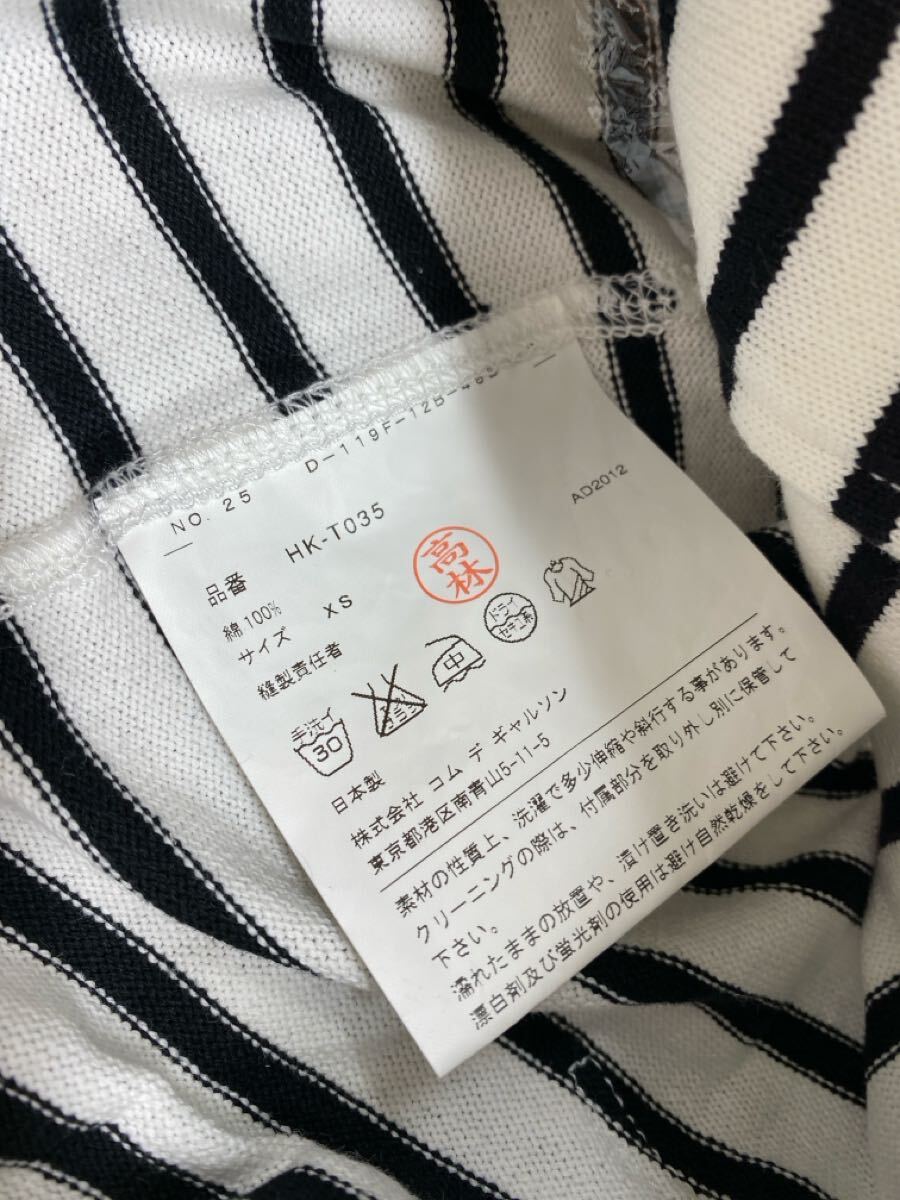 NO. 25 D-119F-12B-
AD2012
品番 HK-T035
綿100%
サイズ XS
縫製責任者 高林
手洗イ 30
中
ドライ
セキユ系
日本製
株式会社 コム デ ギャルソン
東京都港区南青山5-11-5
素材の性質上、洗濯で多少伸縮や斜行する事があります。
クリーニングの際は、付属部分を取り外し別に保管して
下さい。
濡れたままの放置や、漬け置き洗いは避けて下さい。
漂白剤及び蛍光剤の使用は避け自然乾燥をして下さい。